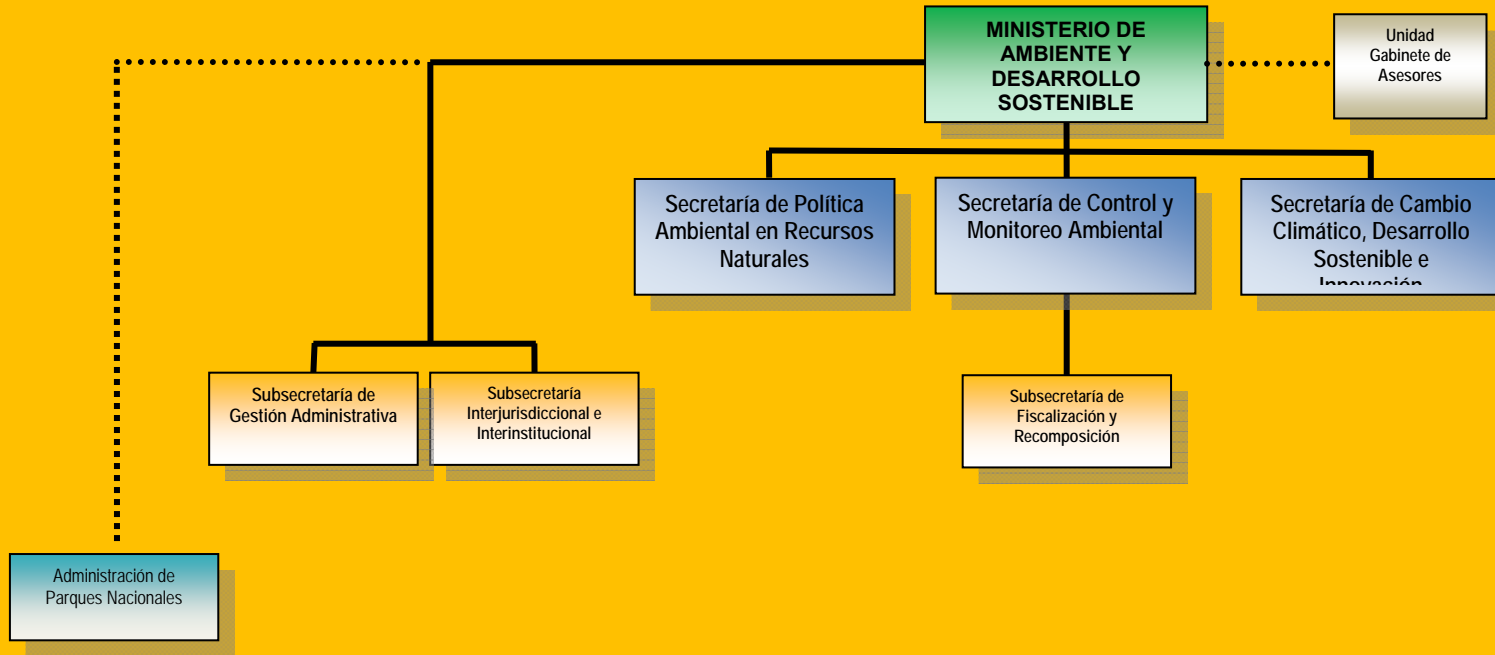 MINISTERIO DE
AMBIENTE Y
DESARROLLO
SOSTENIBLE
Unidad
Gabinete de
Asesores
Secretaría de Política
Ambiental en Recursos
Naturales
Secretaría de Control y
Monitoreo Ambiental
Secretaría de Cambio
Climático, Desarrollo
Sostenible e
Innovación
Subsecretaría de
Gestión Administrativa
Subsecretaría
Interjurisdiccional e
Interinstitucional
Subsecretaría de
Fiscalización y
Recomposición
Administración de
Parques Nacionales